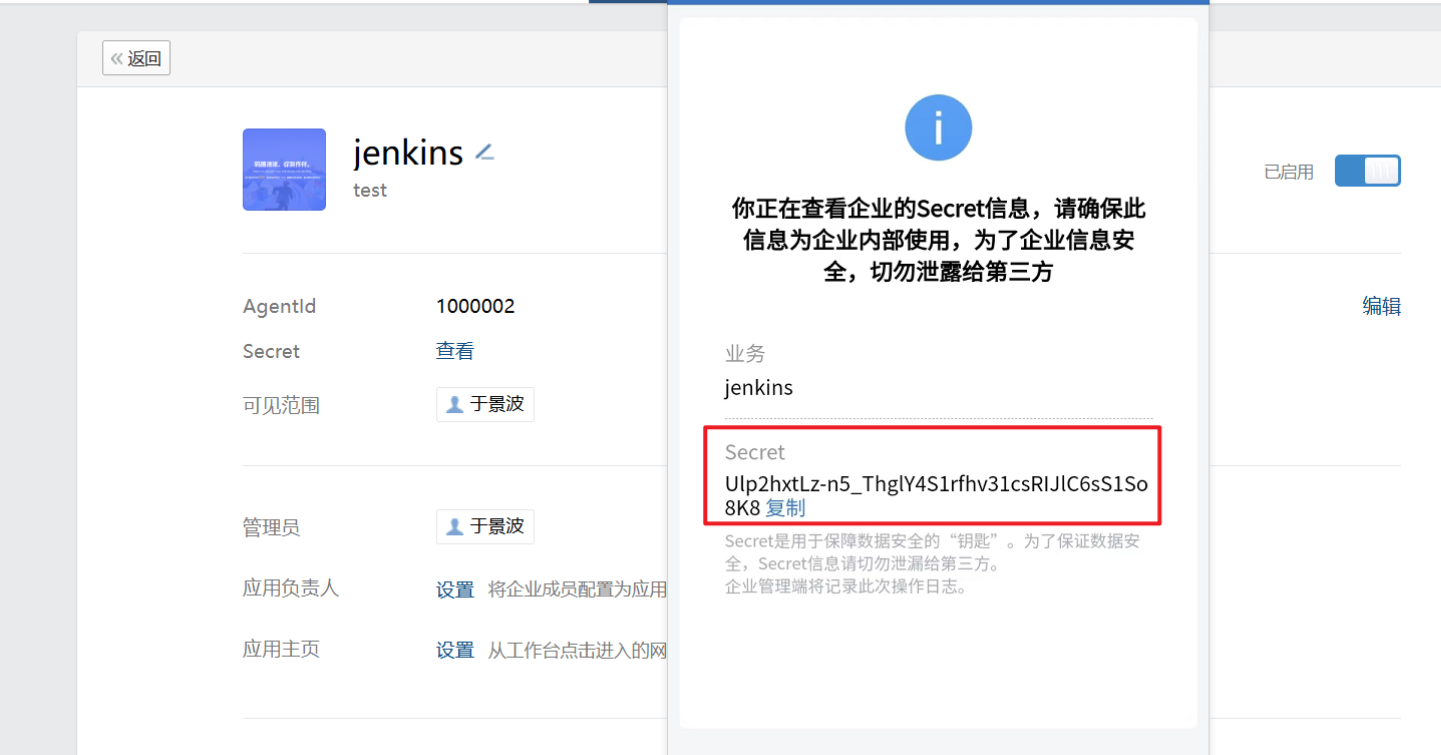 返回
jenkins
test
已启用
AgentId
1000002
编辑
Secret
查看
可见范围
于景波
管理员
于景波
应用负责人
设置 将企业成员配置为应用
应用主页
设置 从工作台点击进入的网
你正在查看企业的Secret信息，请确保此
信息为企业内部使用，为了企业信息安
全，切勿泄露给第三方
业务
jenkins
Secret
Ulp2hxtLz-n5_ThglY4S1rfhv31csRIJlC6sS1So
8K8 复制
Secret是用于保障数据安全的“钥匙”。为了保证数据安
全，Secret信息请切勿泄漏给第三方。
企业管理端将记录此次操作日志。